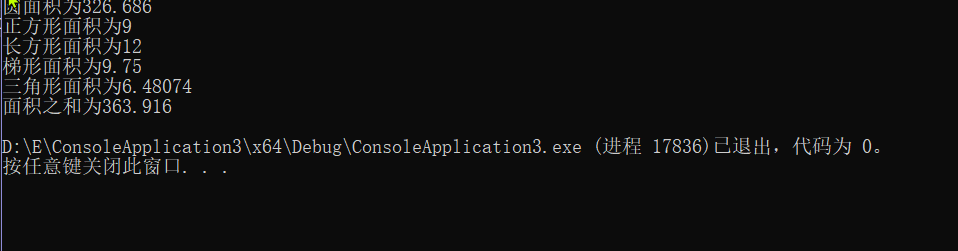 圆面积为326.686
正方形面积为9
长方形面积为12
梯形面积为9.75
三角形面积为6.48074
面积之和为363.916
D:\E\ConsoleApplication3\x64\Debug\ConsoleApplication3.exe (进程 17836)已退出，代码为 0。
按任意键关闭此窗口. . .